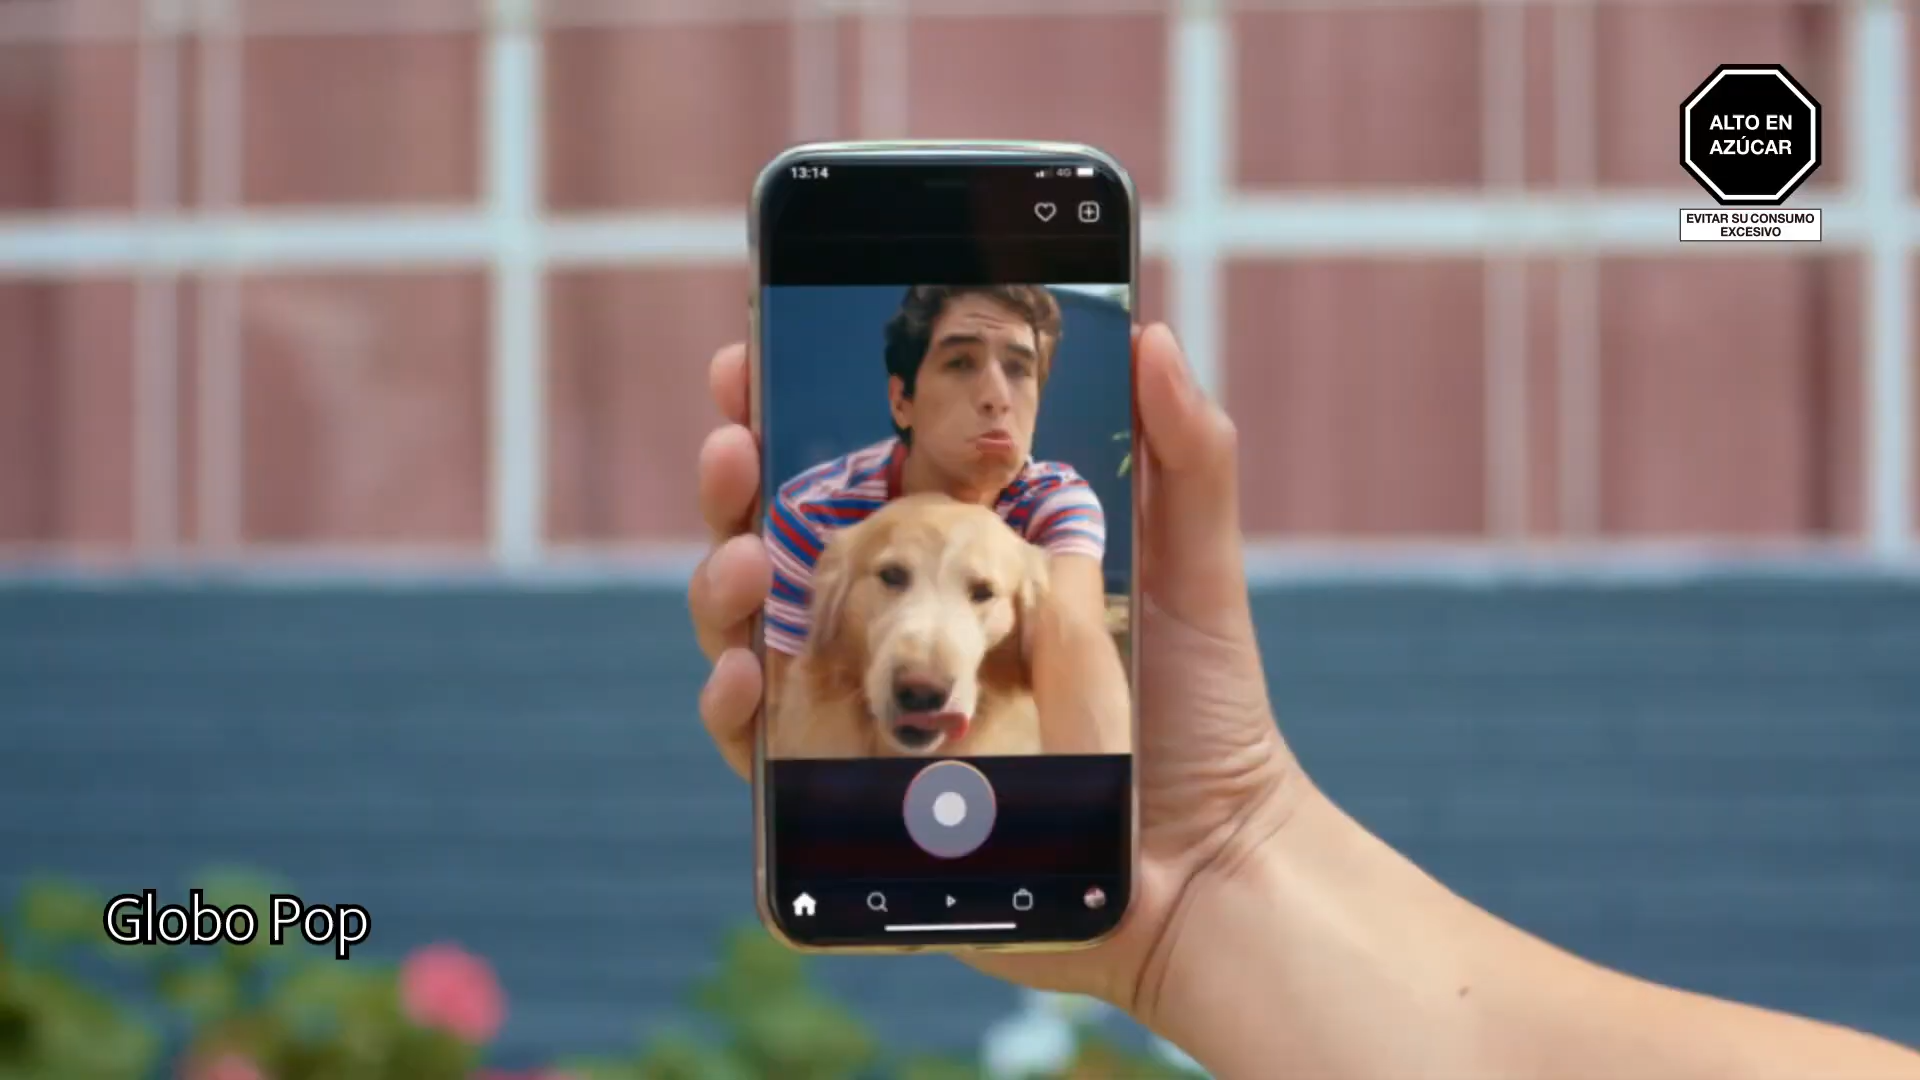 13:14
4G
ALTO EN
AZÚCAR
EVITAR SU CONSUMO
EXCESIVO
Globo Pop